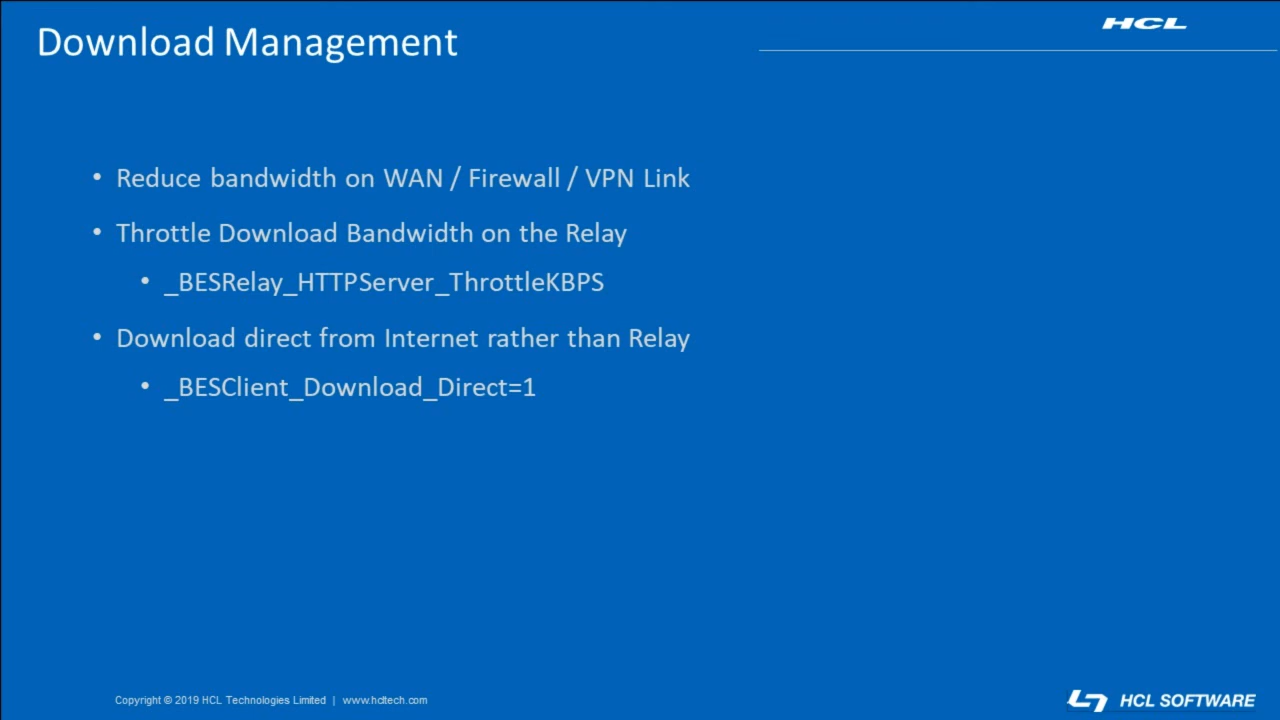 Download Management
HCL
• Reduce bandwidth on WAN / Firewall / VPN Link
• Throttle Download Bandwidth on the Relay
• _BESRelay_HTTPServer_ThrottleKBPS
• Download direct from Internet rather than Relay
• _BESClient_Download_Direct=1
Copyright © 2019 HCL Technologies Limited | www.hcltech.com
HCL SOFTWARE